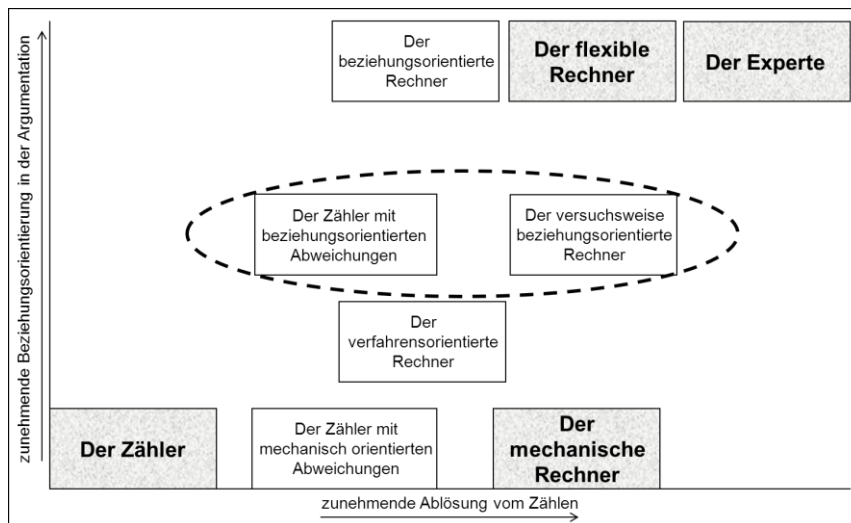 zunehmende Beziehungsorientierung in der Argumentation
Der
beziehungsorientierte
Rechner
Der flexible
Rechner
Der Experte
Der Zähler mit
beziehungsorientierten
Abweichungen
Der versuchsweise
beziehungsorientierte
Rechner
Der
verfahrensorientierte
Rechner
Der Zähler
Der Zähler mit
mechanisch orientierten
Abweichungen
Der
mechanische
Rechner
zunehmende Ablösung vom Zählen